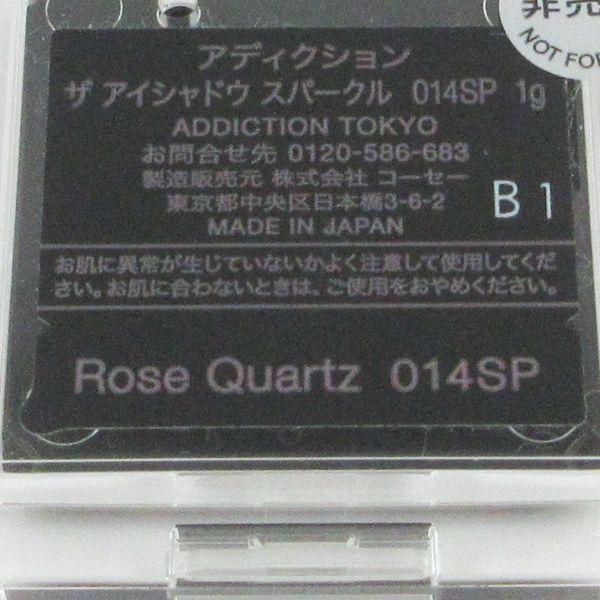 非売
NOT FOR
アディクション
ザ アイシャドウ スパークル 014SP 1g
ADDICTION TOKYO
お問合せ先 0120-586-683
製造販売元 株式会社 コーセー
東京都中央区日本橋3-6-2
MADE IN JAPAN
B 1
お肌に異常が生じていないかよく注意して使用してくだ
さい。お肌に合わないときは、ご使用をおやめください。
Rose Quartz 014SP